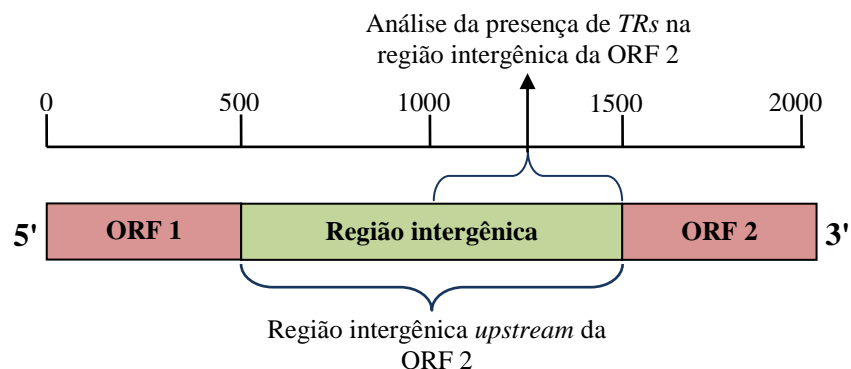 Análise da presença de TRs na
região intergênica da ORF 2
0 500 1000 1500 2000
5' ORF 1 Região intergênica ORF 2 3'
Região intergênica upstream da
ORF 2